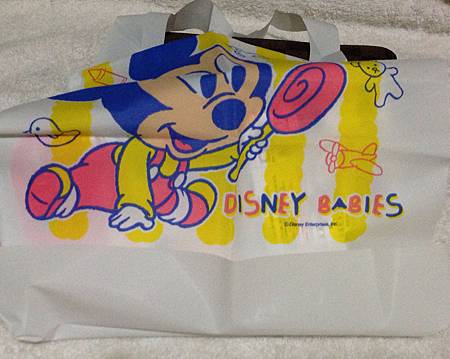 DISNEY BABIES
© Disney Enterprises, Inc.